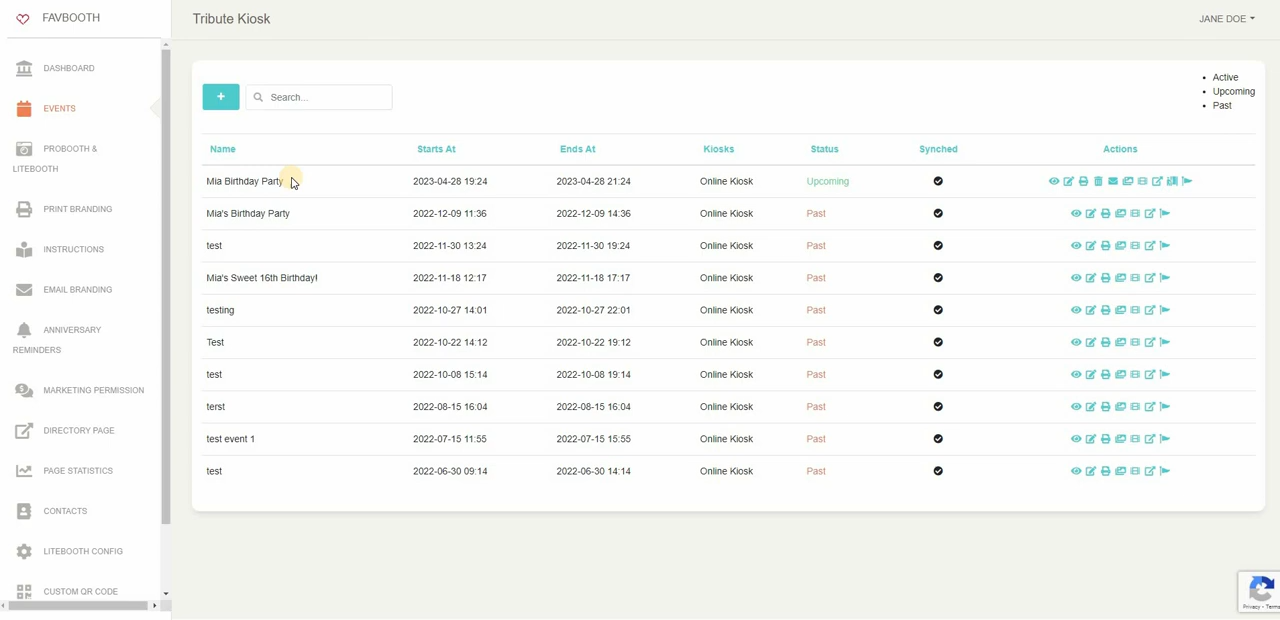 FAVBOOTH
Tribute Kiosk
JANE DOE
DASHBOARD
EVENTS
PROBOOTH &
LITEBOOTH
PRINT BRANDING
INSTRUCTIONS
EMAIL BRANDING
ANNIVERSARY
REMINDERS
MARKETING PERMISSION
DIRECTORY PAGE
PAGE STATISTICS
CONTACTS
LITEBOOTH CONFIG
CUSTOM QR CODE
+ Search...
Active
Upcoming
Past
Name Starts At Ends At Kiosks Status Synched Actions
Mia Birthday Party 2023-04-28 19:24 2023-04-28 21:24 Online Kiosk Upcoming
Mia's Birthday Party 2022-12-09 11:36 2022-12-09 14:36 Online Kiosk Past
test 2022-11-30 13:24 2022-11-30 19:24 Online Kiosk Past
Mia's Sweet 16th Birthday! 2022-11-18 12:17 2022-11-18 17:17 Online Kiosk Past
testing 2022-10-27 14:01 2022-10-27 22:01 Online Kiosk Past
Test 2022-10-22 14:12 2022-10-22 19:12 Online Kiosk Past
test 2022-10-08 15:14 2022-10-08 19:14 Online Kiosk Past
terst 2022-08-15 16:04 2022-08-15 16:04 Online Kiosk Past
test event 1 2022-07-15 11:55 2022-07-15 15:55 Online Kiosk Past
test 2022-06-30 09:14 2022-06-30 14:14 Online Kiosk Past
Privacy - Terms